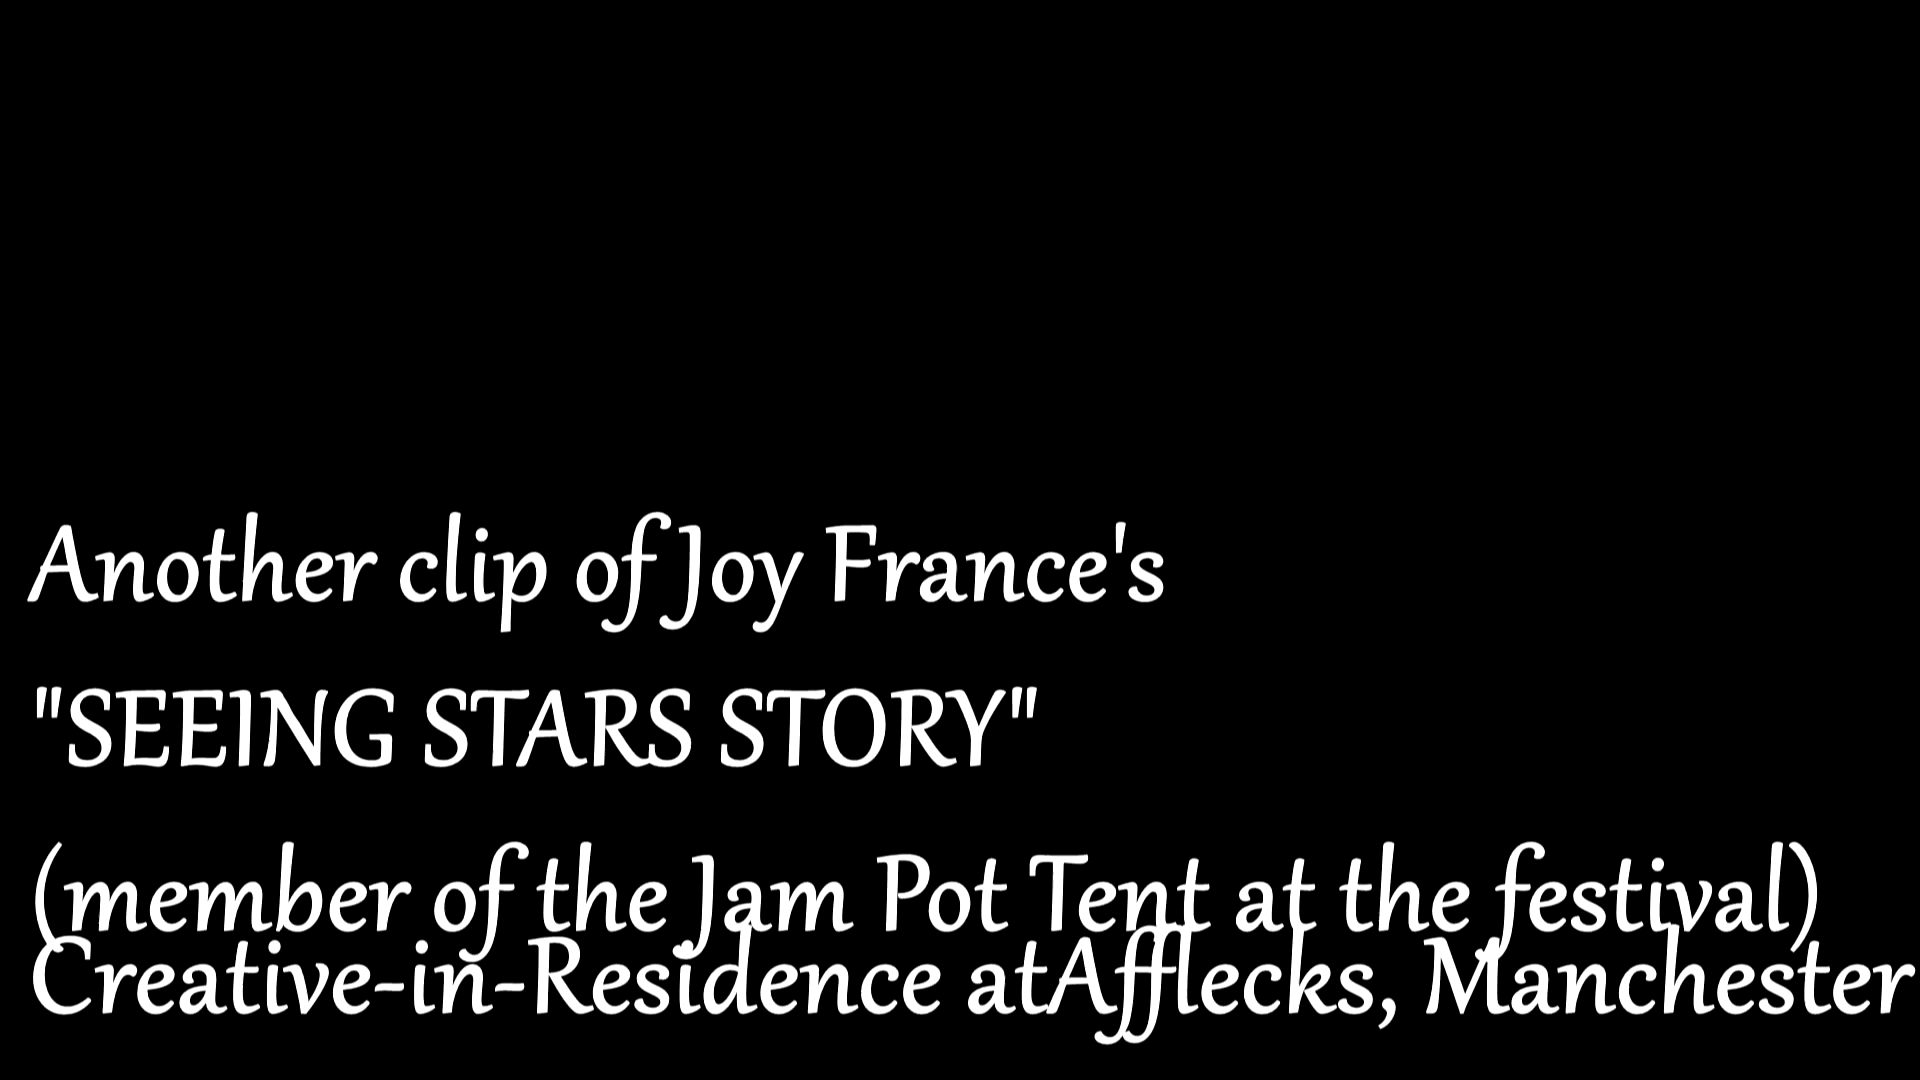 Another clip of Joy France's
"SEEING STARS STORY"
(member of the Jam Pot Tent at the festival)
Creative-in-Residence atAfflecks, Manchester